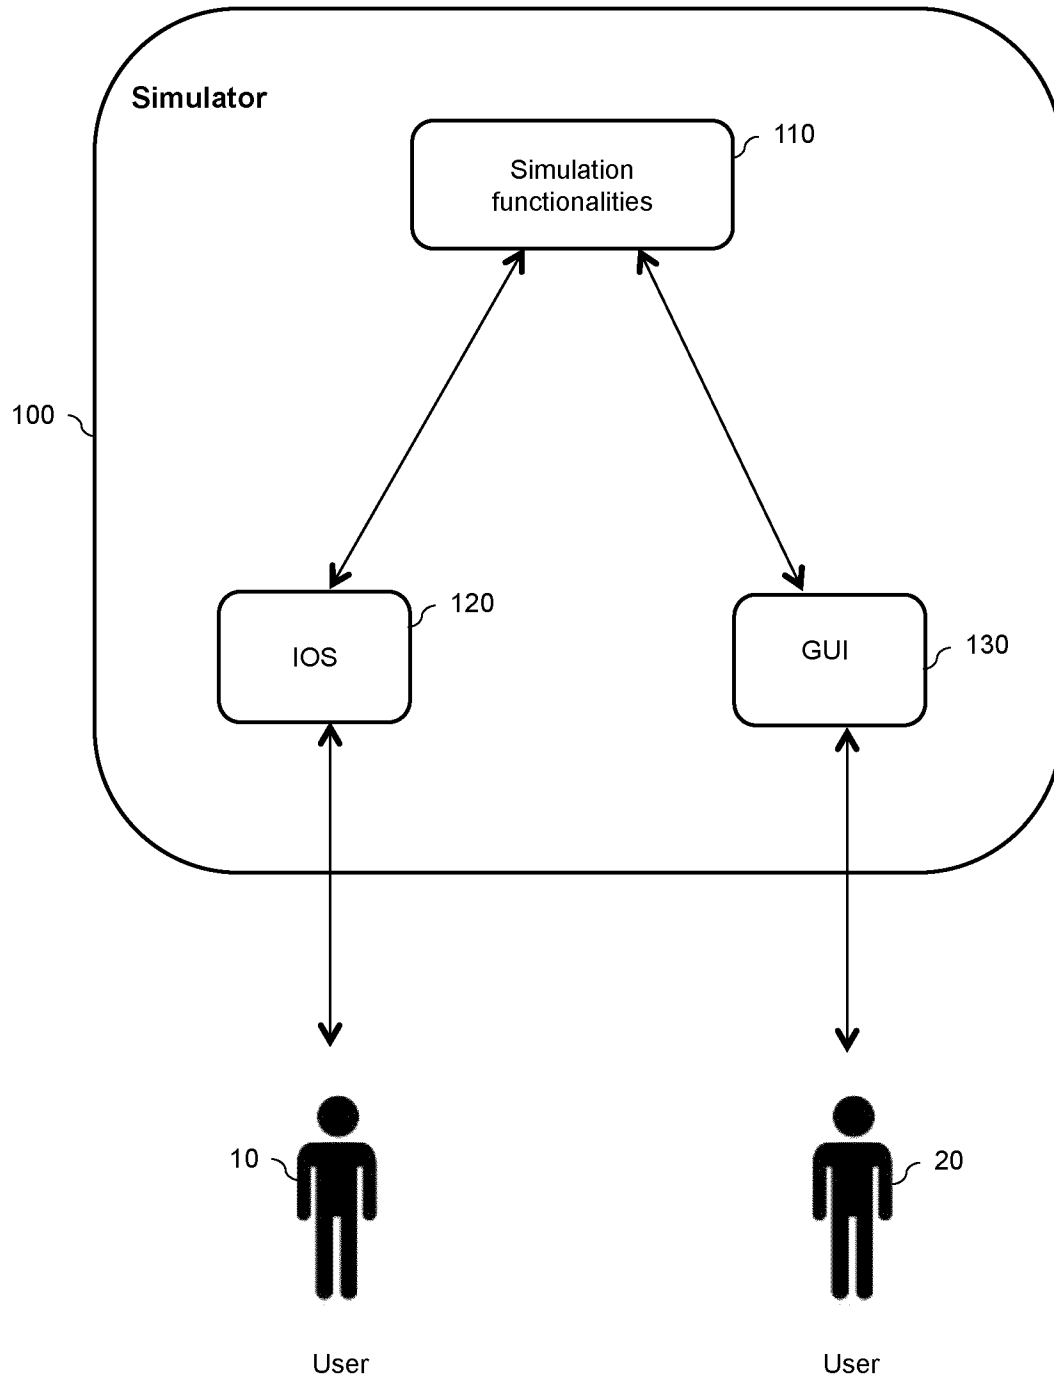 Simulator
110
Simulation
functionalities
100
120
IOS
GUI
130
10
20
User
User